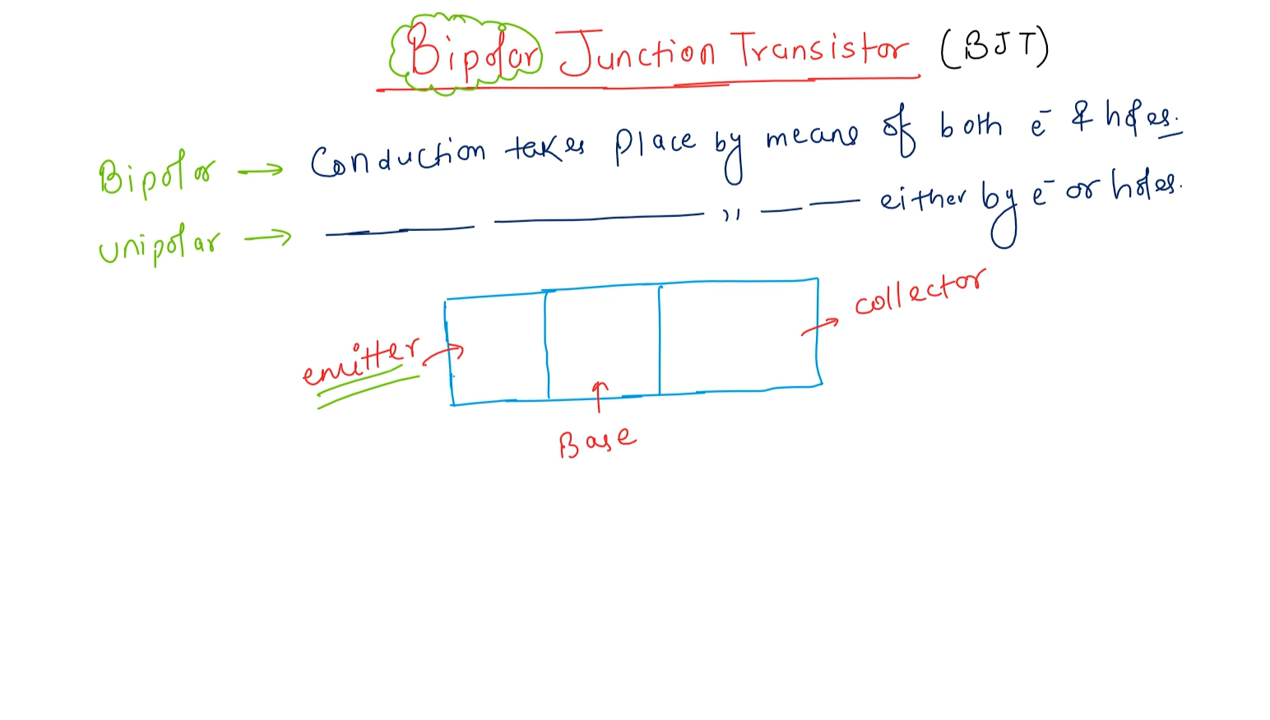 Bipolar Junction Transistor (BJT)
Bipolar → Conduction takes place by means of both e⁻ & holes.
unipolar → —— ———— " — — either by e⁻ or holes.
collector
emitter
Base